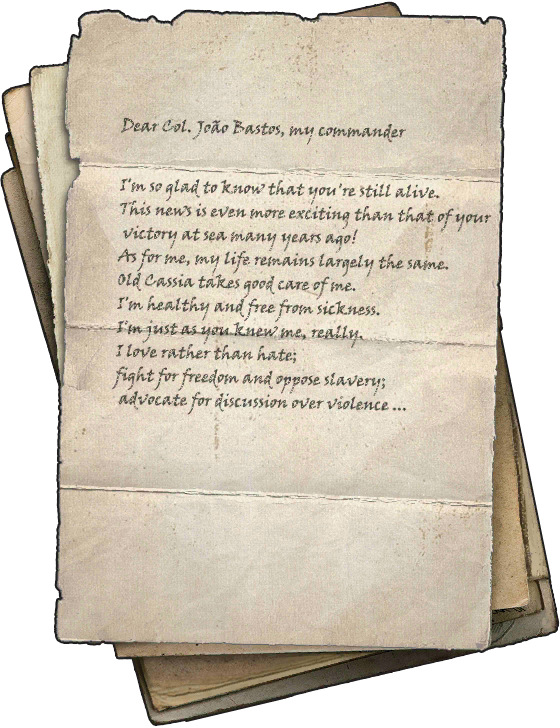 Dear Col. João Bastos, my commander
I'm so glad to know that you're still alive.
This news is even more exciting than that of your
victory at sea many years ago!
As for me, my life remains largely the same.
Old Cassia takes good care of me.
I'm healthy and free from sickness.
I'm just as you knew me, really.
I love rather than hate;
fight for freedom and oppose slavery;
advocate for discussion over violence ...